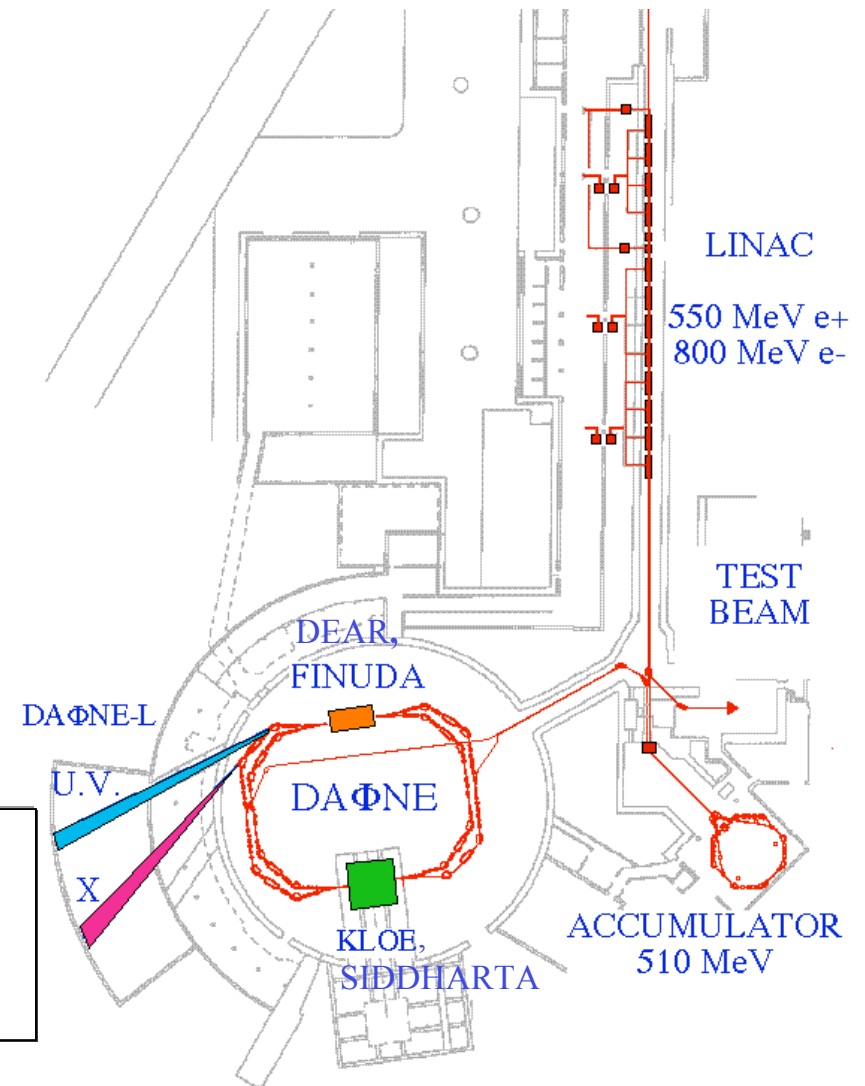 LINAC
550 MeV e+
800 MeV e-
TEST
BEAM
DEAR,
FINUDA
DAΦNE-L
U.V.
DAΦNE
X
KLOE,
SIDDHARTA
ACCUMULATOR
510 MeV